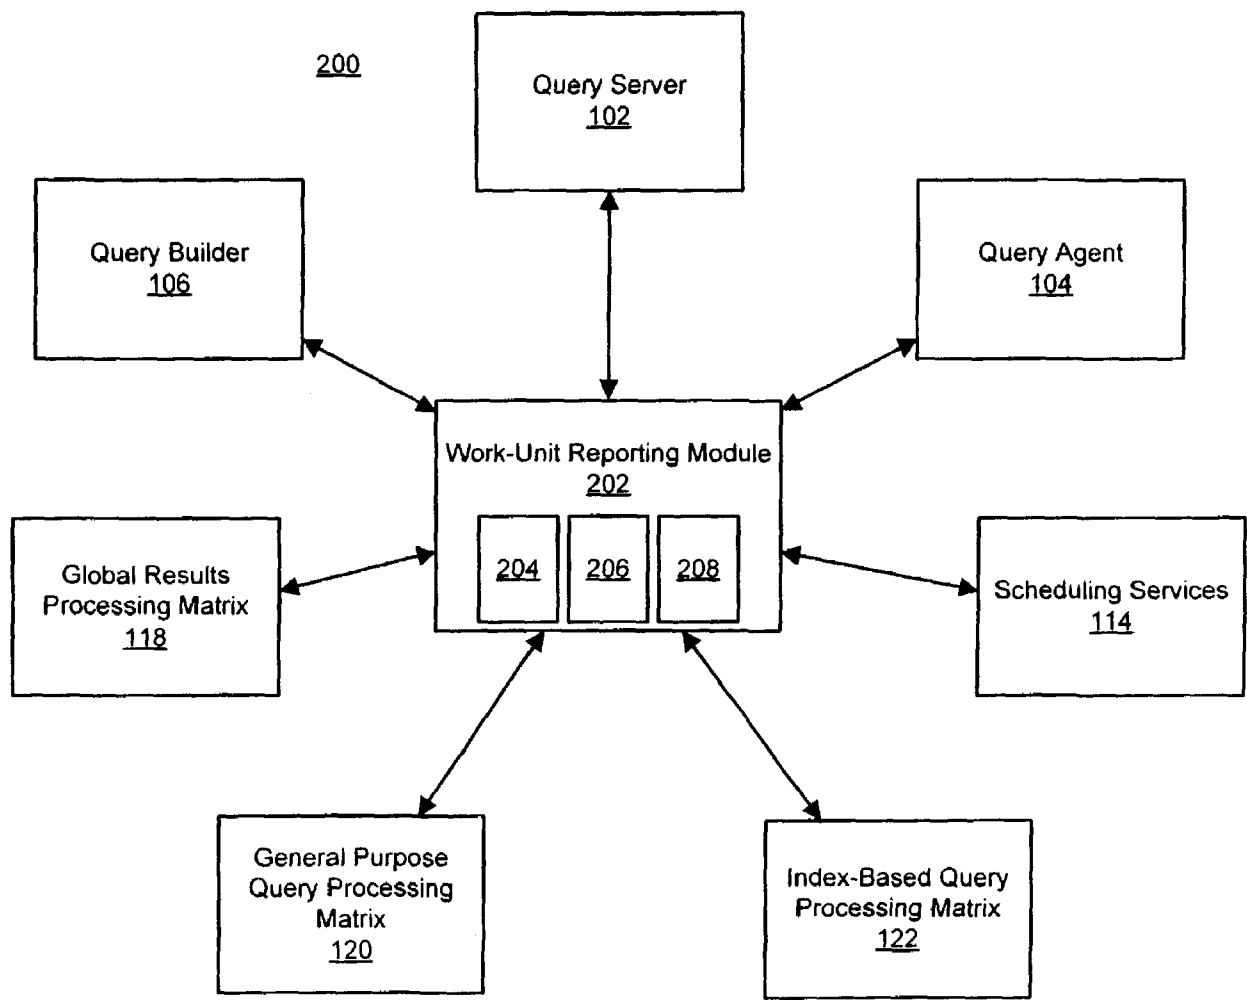 200
Query Server
102
Query Builder
106
Query Agent
104
Work-Unit Reporting Module
202
204
206
208
Global Results
Processing Matrix
118
Scheduling Services
114
General Purpose
Query Processing
Matrix
120
Index-Based Query
Processing Matrix
122